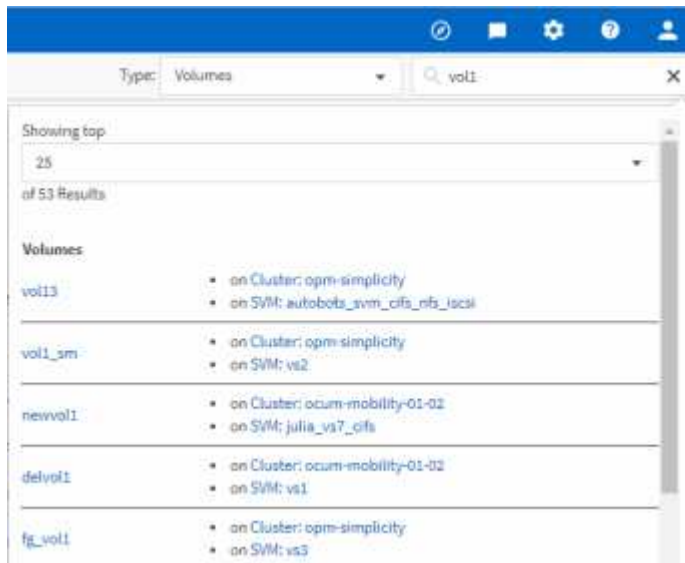 Type: Volumes vol1
Showing top
25
of 53 Results
Volumes
vol13
on Cluster: opm-simplicity
on SVM: autobots_svm_cifs_nfs_iscsi
vol1_sm
on Cluster: opm-simplicity
on SVM: vs2
newvol1
on Cluster: ocum-mobility-01-02
on SVM: julia_vs7_cifs
delvol1
on Cluster: ocum-mobility-01-02
on SVM: vs1
fg_vol1
on Cluster: opm-simplicity
on SVM: vs3